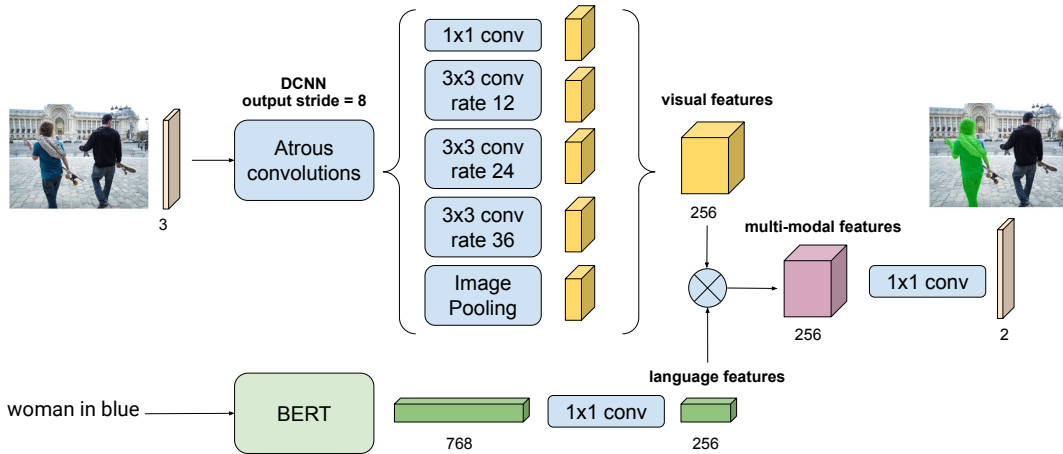 DCNN
output stride = 8
Atrous
convolutions
3
1x1 conv
3x3 conv
rate 12
3x3 conv
rate 24
3x3 conv
rate 36
Image
Pooling
visual features
256
multi-modal features
256
1x1 conv
2
language features
woman in blue
BERT
768
1x1 conv
256